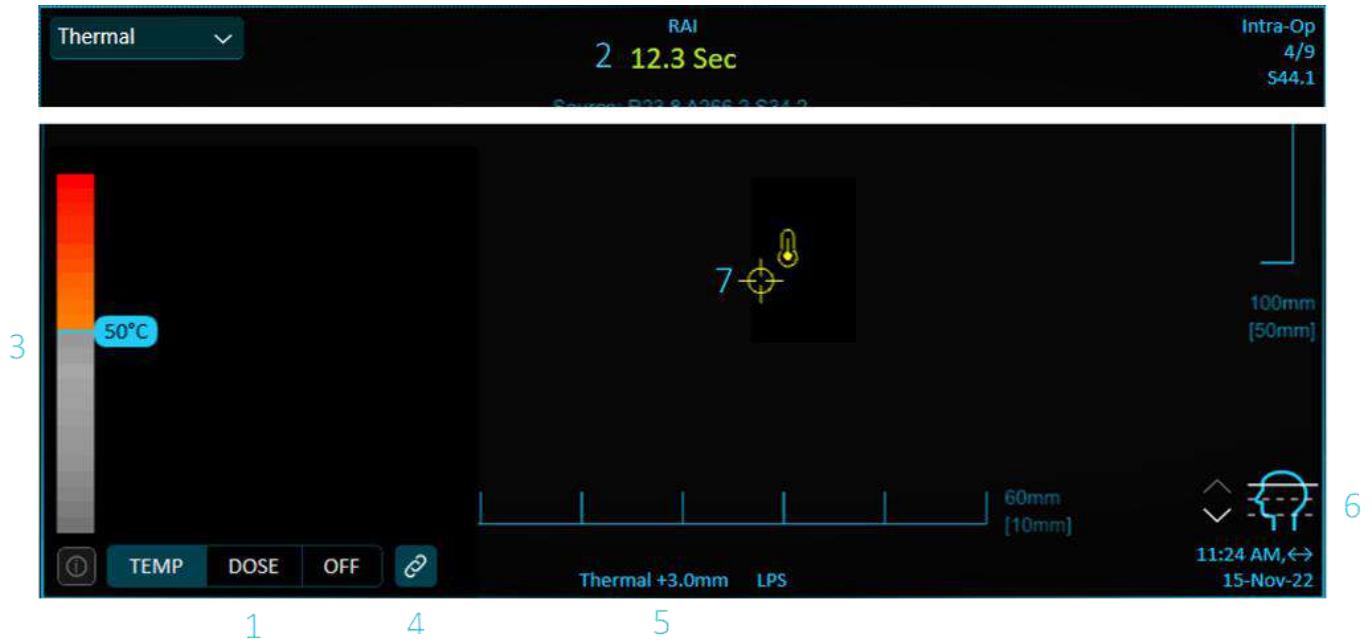 Thermal
RAI
2 12.3 Sec
Intra-Op
4/9
S44.1
3
50°C
7
100mm
[50mm]
60mm
[10mm]
6
TEMP DOSE OFF
Thermal +3.0mm LPS
11:24 AM,↔
15-Nov-22
1 4 5